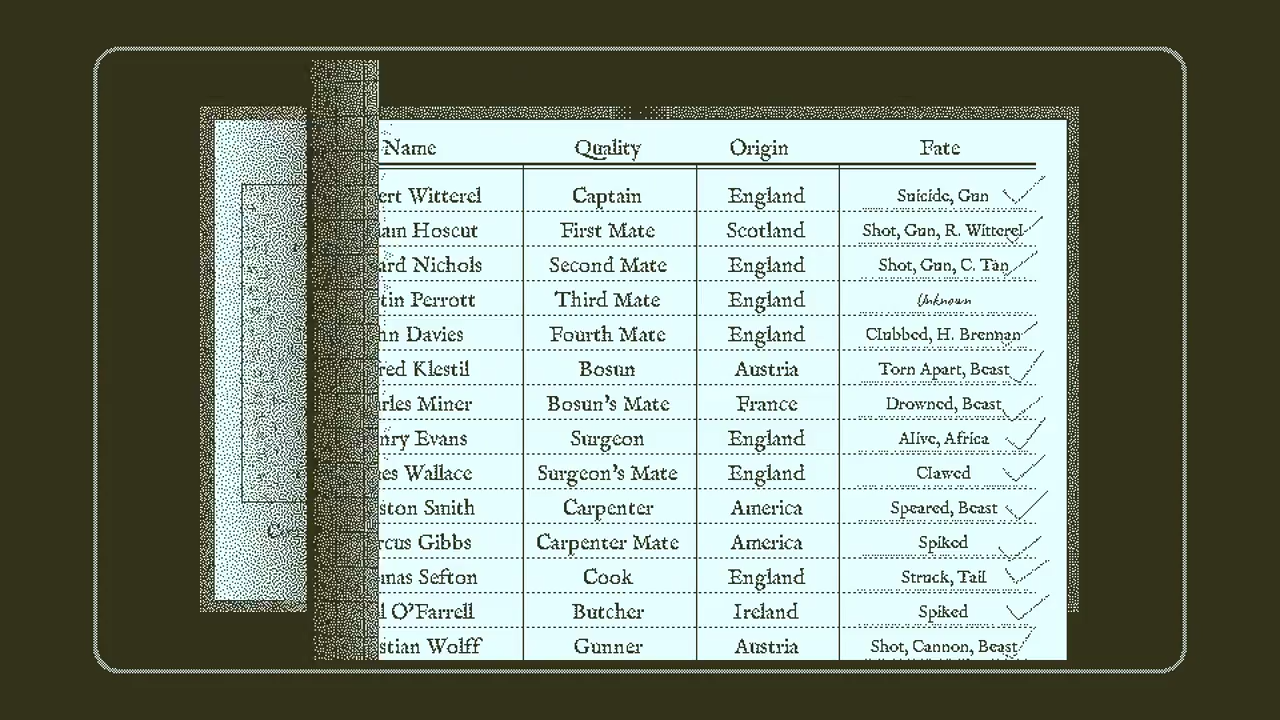 Name Quality Origin Fate
ert Witterel Captain England Suicide, Gun
iam Hoscut First Mate Scotland Shot, Gun, R. Witterel
ard Nichols Second Mate England Shot, Gun, C. Tan
tin Perrott Third Mate England Unknown
hn Davies Fourth Mate England Clubbed, H. Brennan
red Klestil Bosun Austria Torn Apart, Beast
rles Miner Bosun's Mate France Drowned, Beast
nry Evans Surgeon England Alive, Africa
es Wallace Surgeon's Mate England Clawed
ston Smith Carpenter America Speared, Beast
rcus Gibbs Carpenter Mate America Spiked
mas Sefton Cook England Struck, Tail
l O'Farrell Butcher Ireland Spiked
stian Wolff Gunner Austria Shot, Cannon, Beast